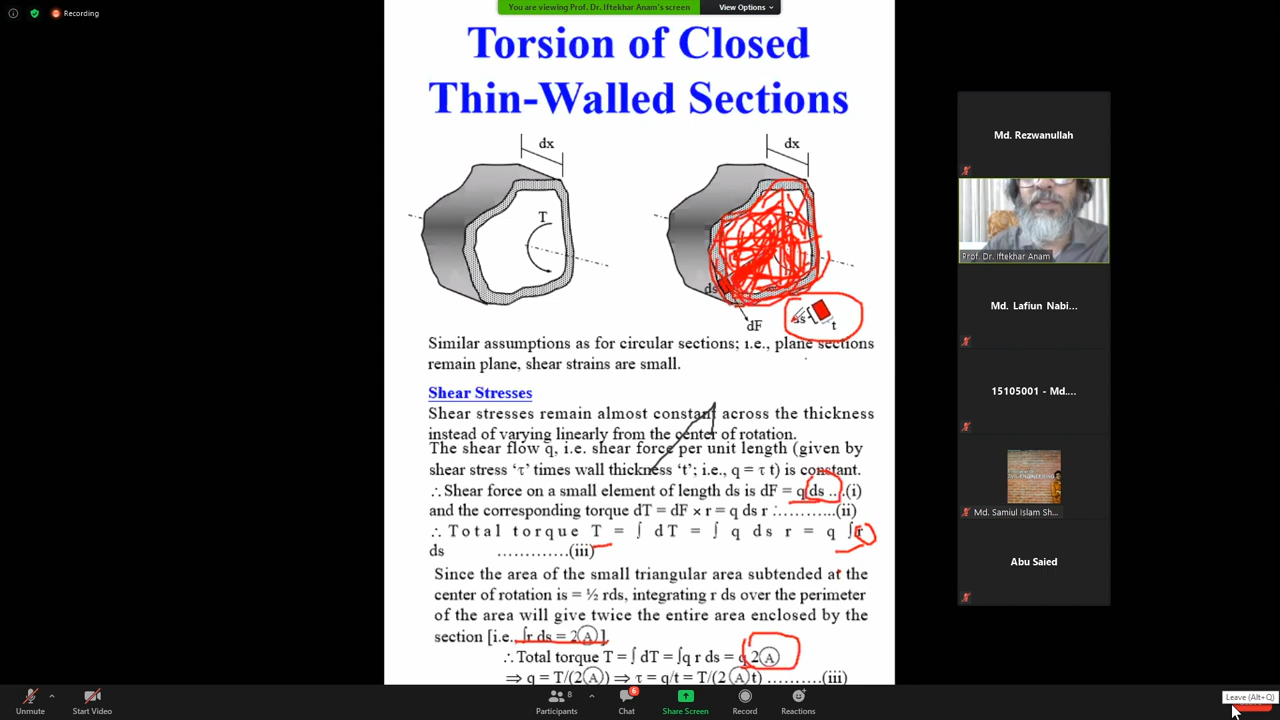 Recording
You are viewing Prof. Dr. Iftekhar Anam's screen
View Options
Torsion of Closed
Thin-Walled Sections
dx
dx
T
T
ds
dF
ds
t
Similar assumptions as for circular sections; i.e., plane sections
remain plane, shear strains are small.
Shear Stresses
Shear stresses remain almost constant across the thickness
instead of varying linearly from the center of rotation.
The shear flow q, i.e. shear force per unit length (given by
shear stress 'τ' times wall thickness 't'; i.e., q = τ t) is constant.
∴Shear force on a small element of length ds is dF = q ds ...(i)
and the corresponding torque dT = dF × r = q ds r ∴.........(ii)
∴ Total torque T = ∫ dT = ∫ q ds r = q ∫r
ds ............(iii)
Since the area of the small triangular area subtended at the
center of rotation is = ½ rds, integrating r ds over the perimeter
of the area will give twice the entire area enclosed by the
section [i.e., ∫r ds = 2Ⓐ].
∴Total torque T = ∫ dT = ∫q r ds = q 2Ⓐ
⇒ q = T/(2Ⓐ) ⇒ τ = q/t = T/(2Ⓐt) ..........(iii)
Md. Rezwanullah
Prof. Dr. Iftekhar Anam
Md. Lafiun Nabi...
15105001 - Md....
Md. Samiul Islam Sh...
Abu Saied
Unmute
Start Video
8
Participants
6
Chat
Share Screen
Record
Reactions
Leave (Alt+Q)